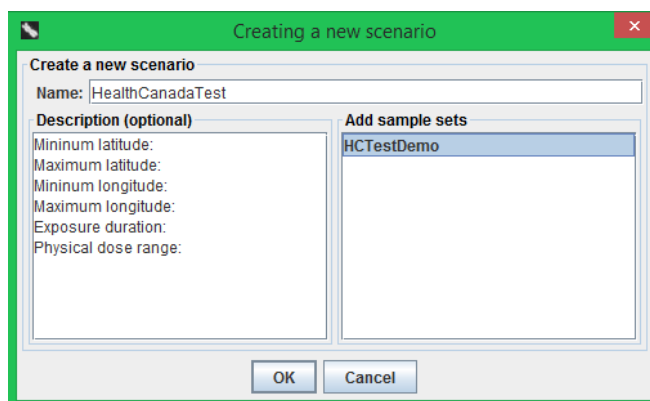 Creating a new scenario
Create a new scenario
Name: HealthCanadaTest
Description (optional)
Mininum latitude:
Maximum latitude:
Mininum longitude:
Maximum longitude:
Exposure duration:
Physical dose range:
Add sample sets
HCTestDemo
OK
Cancel